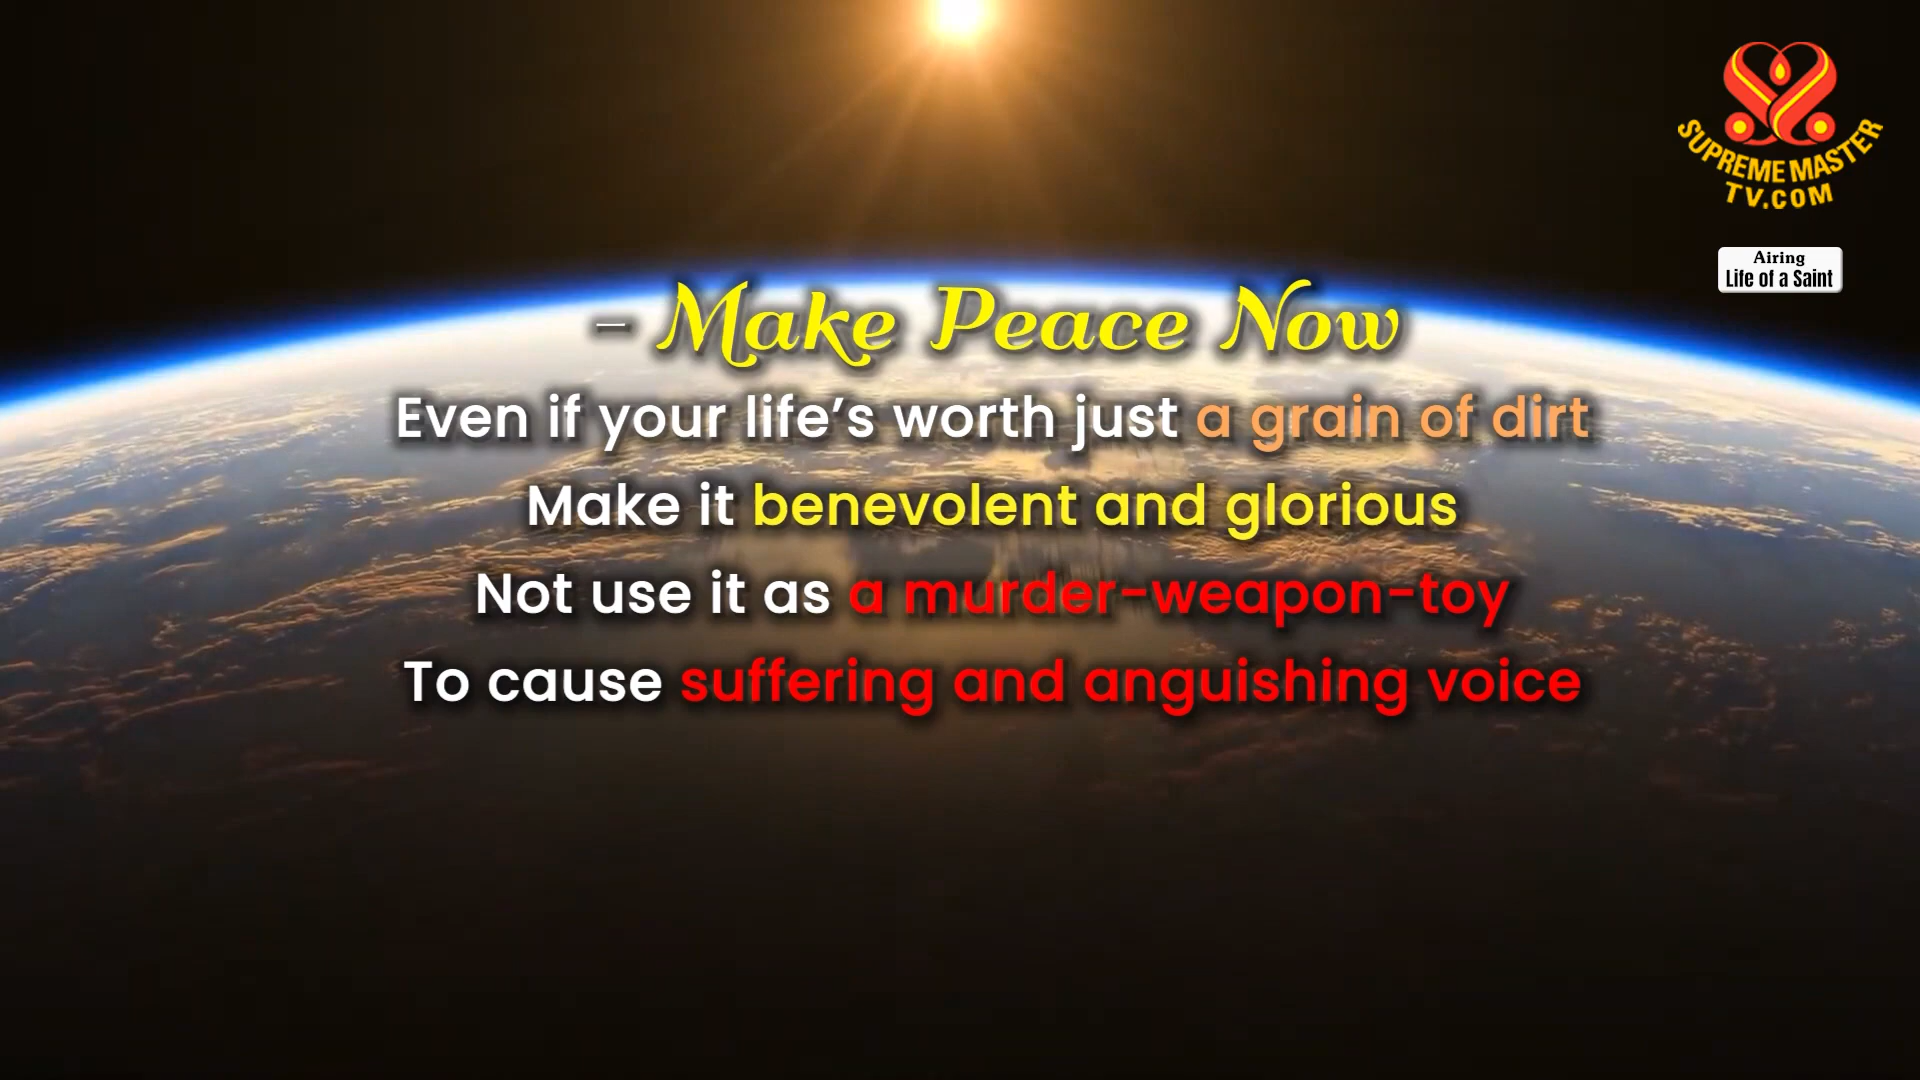 SUPREME MASTER
TV.COM
Airing
Life of a Saint
– Make Peace Now
Even if your life’s worth just a grain of dirt
Make it benevolent and glorious
Not use it as a murder-weapon-toy
To cause suffering and anguishing voice